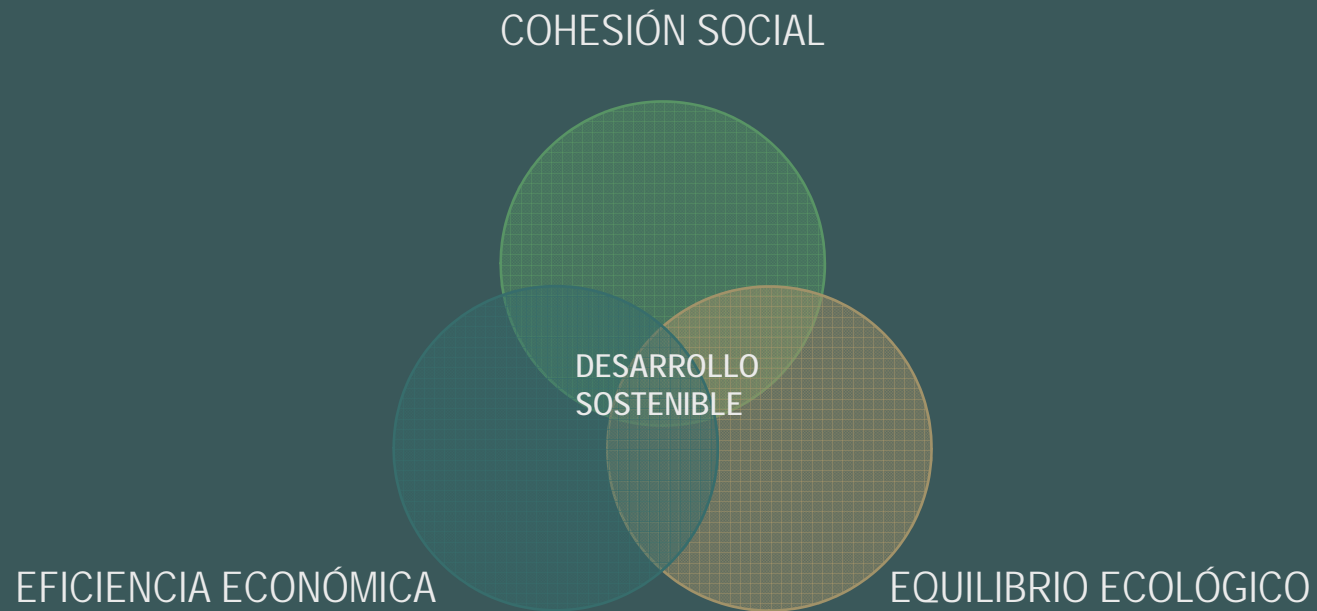 COHESIÓN SOCIAL
DESARROLLO
SOSTENIBLE
EFICIENCIA ECONÓMICA
EQUILIBRIO ECOLÓGICO